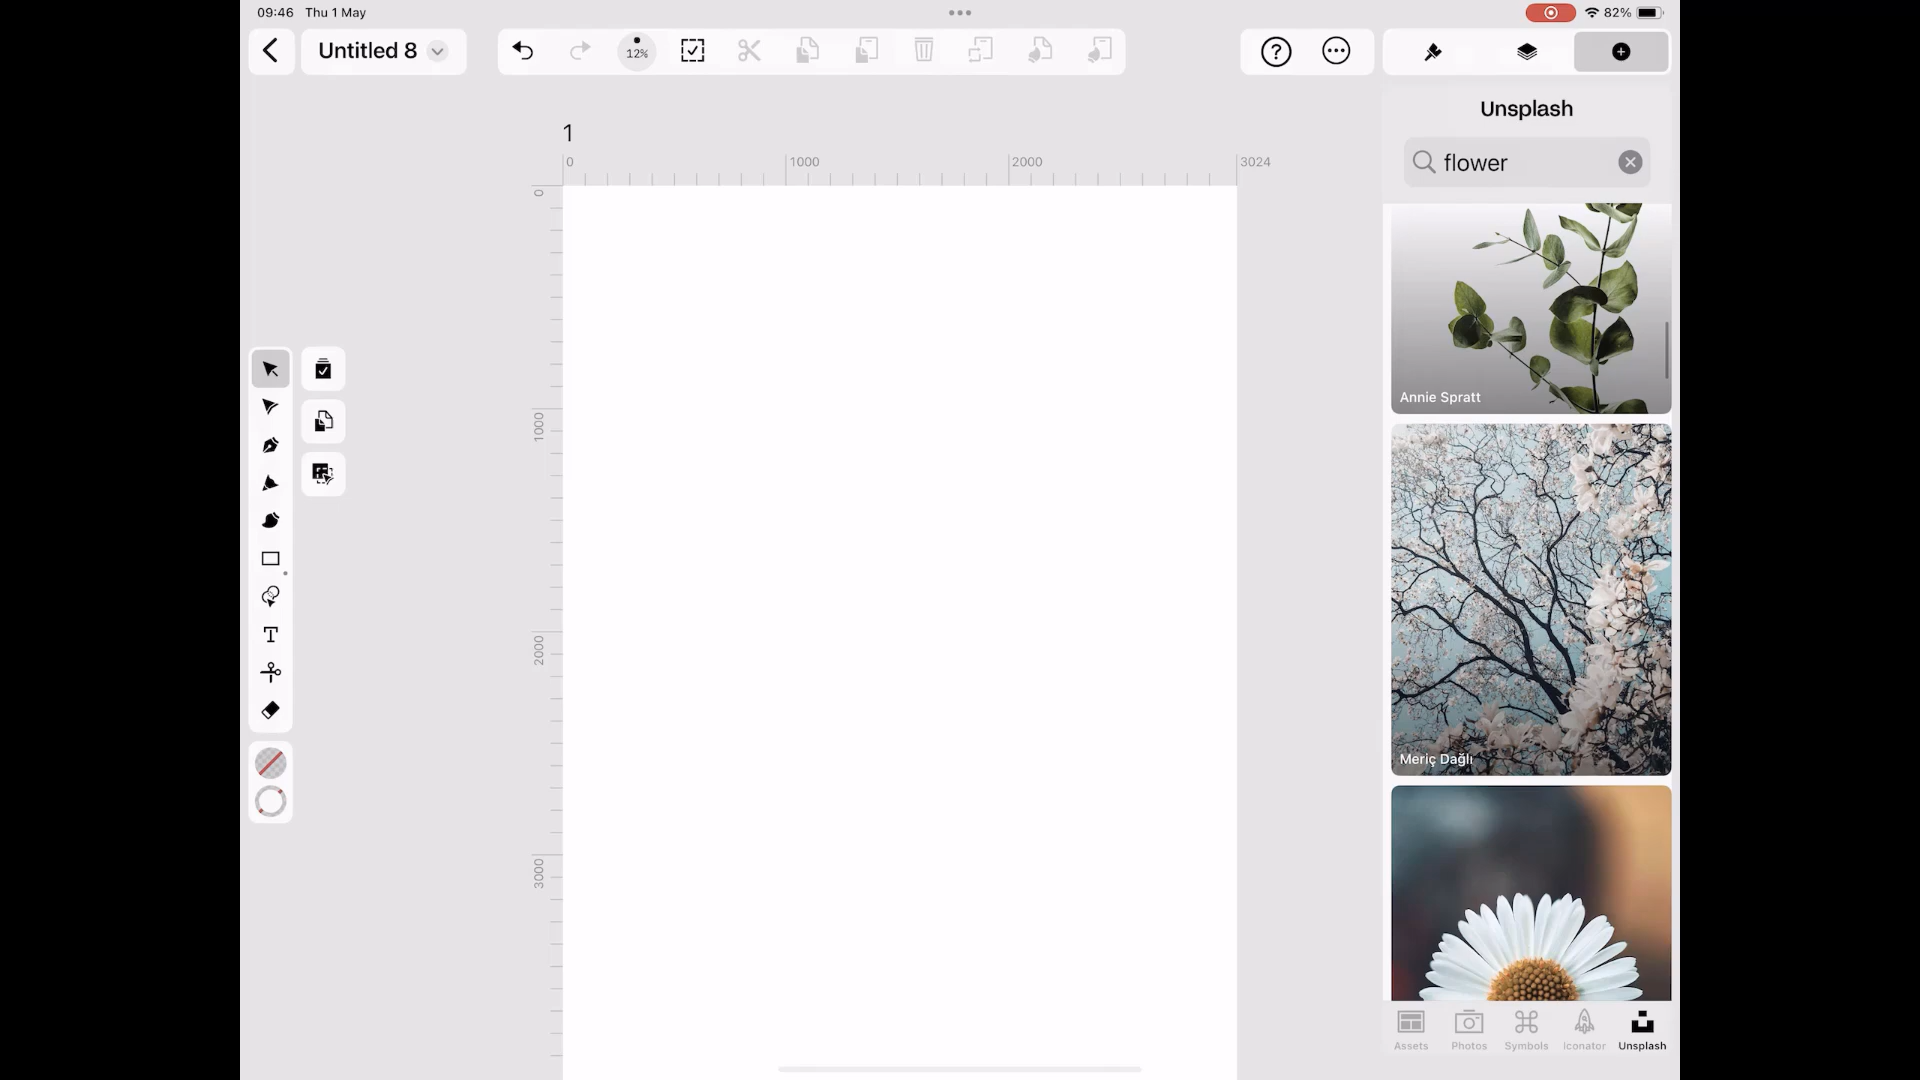 09:46 Thu 1 May
82%
Untitled 8
12%
?
Unsplash
flower
1
0 1000 2000 3024
0
1000
2000
3000
T
Annie Spratt
Meriç Dağlı
Assets Photos Symbols Iconator Unsplash